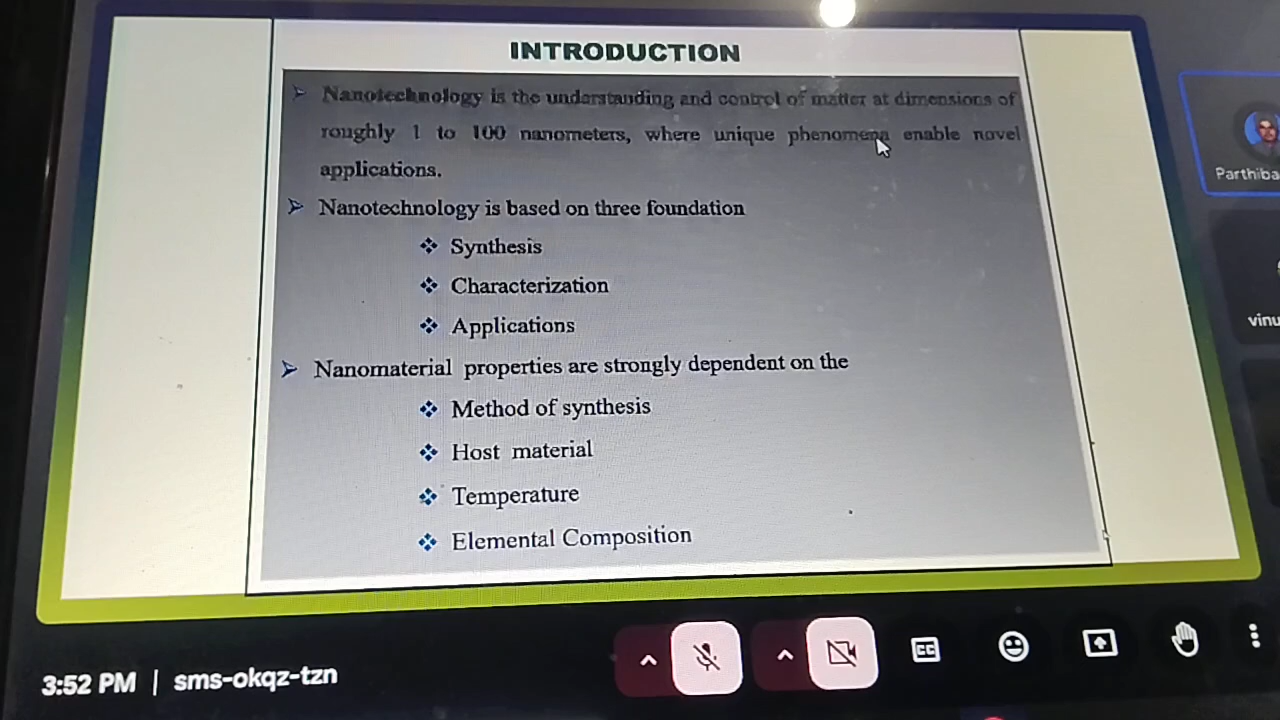 INTRODUCTION
Nanotechnology is the understanding and control of matter at dimensions of
roughly 1 to 100 nanometers, where unique phenomena enable novel
applications.
Nanotechnology is based on three foundation
Synthesis
Characterization
Applications
Nanomaterial properties are strongly dependent on the
Method of synthesis
Host material
Temperature
Elemental Composition
Parthiba
vinu
CC
3:52 PM | sms-okqz-tzn